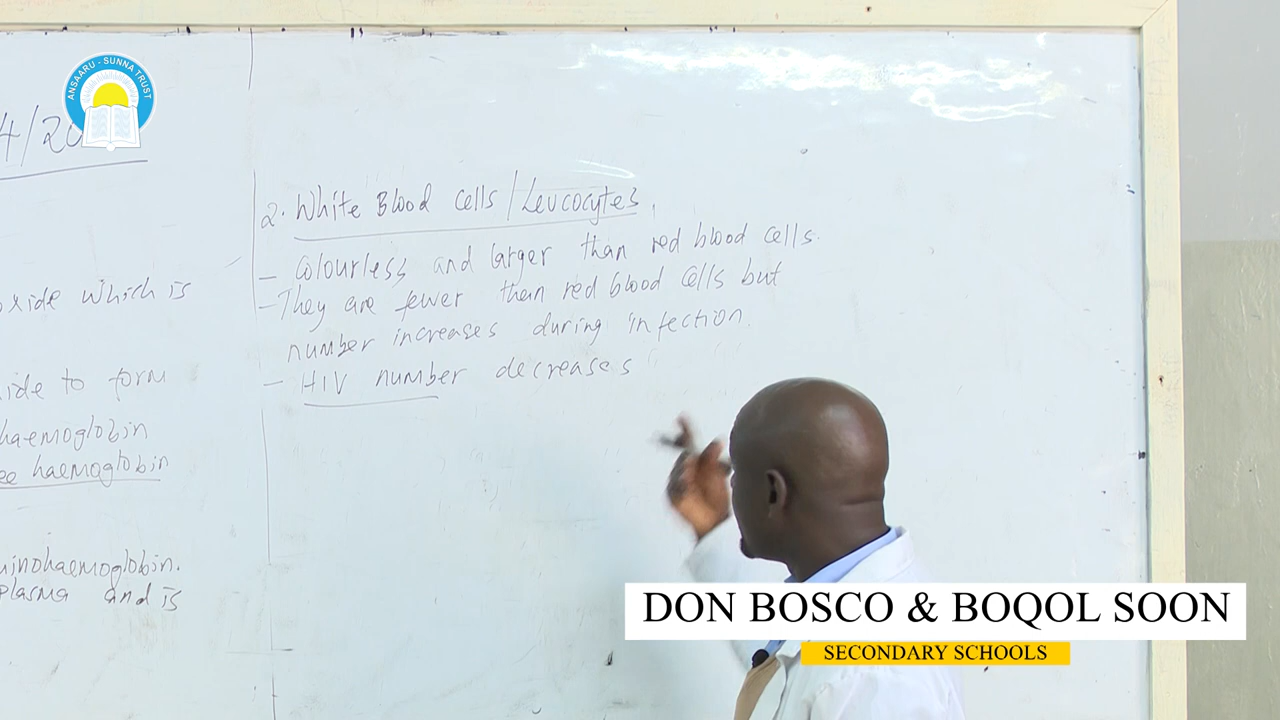 ANSAARU - SUNNA TRUST
4/20
oxide which is
ide to form
haemoglobin
ee haemoglobin
minohaemoglobin.
plasma and is
2. White Blood cells / Leucocytes.
- Colourless and larger than red blood cells.
- They are fewer than red blood cells but
number increases during infection.
- HIV number decreases
DON BOSCO & BOQOL SOON
SECONDARY SCHOOLS